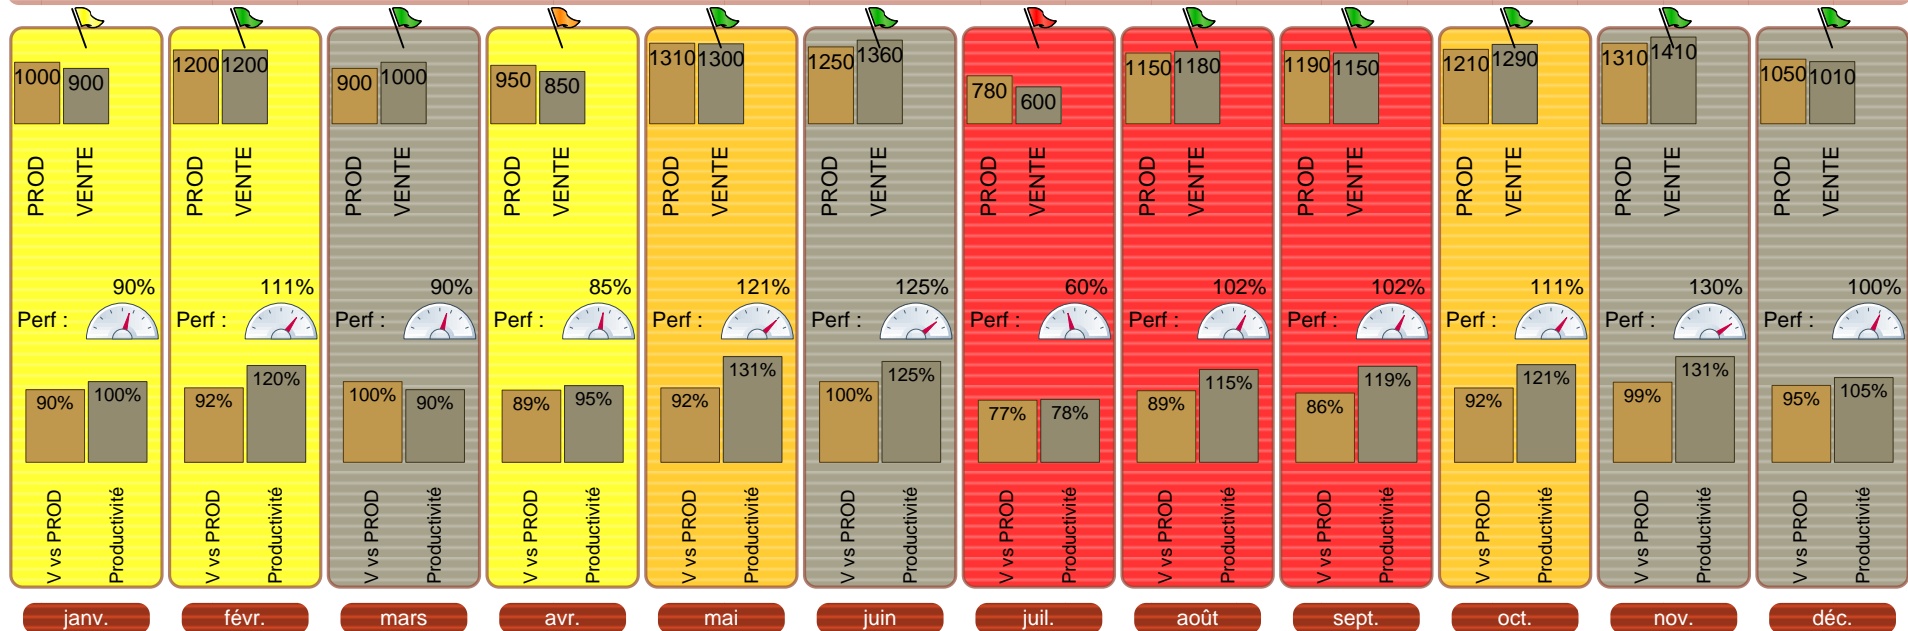 1000 900 1200 1200 900 1000 950 850 1310 1300 1250 1360 780 600 1150 1180 1190 1150 1210 1290 1310 1410 1050 1010
PROD VENTE PROD VENTE PROD VENTE PROD VENTE PROD VENTE PROD VENTE PROD VENTE PROD VENTE PROD VENTE PROD VENTE PROD VENTE PROD VENTE
90% 111% 90% 85% 121% 125% 60% 102% 102% 111% 130% 100%
Perf : Perf : Perf : Perf : Perf : Perf : Perf : Perf : Perf : Perf : Perf : Perf :
90% 100% 92% 120% 100% 90% 89% 95% 92% 131% 100% 125% 77% 78% 89% 115% 86% 119% 92% 121% 99% 131% 95% 105%
V vs PROD Productivité V vs PROD Productivité V vs PROD Productivité V vs PROD Productivité V vs PROD Productivité V vs PROD Productivité V vs PROD Productivité V vs PROD Productivité V vs PROD Productivité V vs PROD Productivité V vs PROD Productivité V vs PROD Productivité
janv. févr. mars avr. mai juin juil. août sept. oct. nov. déc.